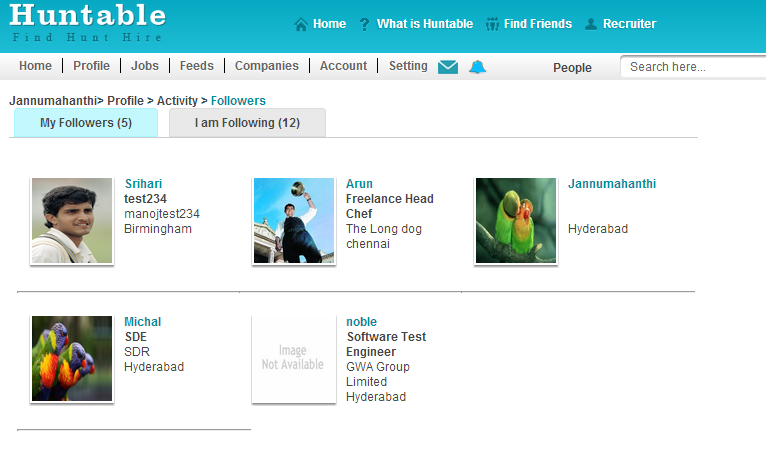 Huntable
Find Hunt Hire
Home What is Huntable Find Friends Recruiter
Home Profile Jobs Feeds Companies Account Setting People Search here...
Jannumahanthi> Profile > Activity > Followers
My Followers (5) I am Following (12)
Srihari
test234
manojtest234
Birmingham
Arun
Freelance Head
Chef
The Long dog
chennai
Jannumahanthi
Hyderabad
Michal
SDE
SDR
Hyderabad
Image
Not Available
noble
Software Test
Engineer
GWA Group
Limited
Hyderabad